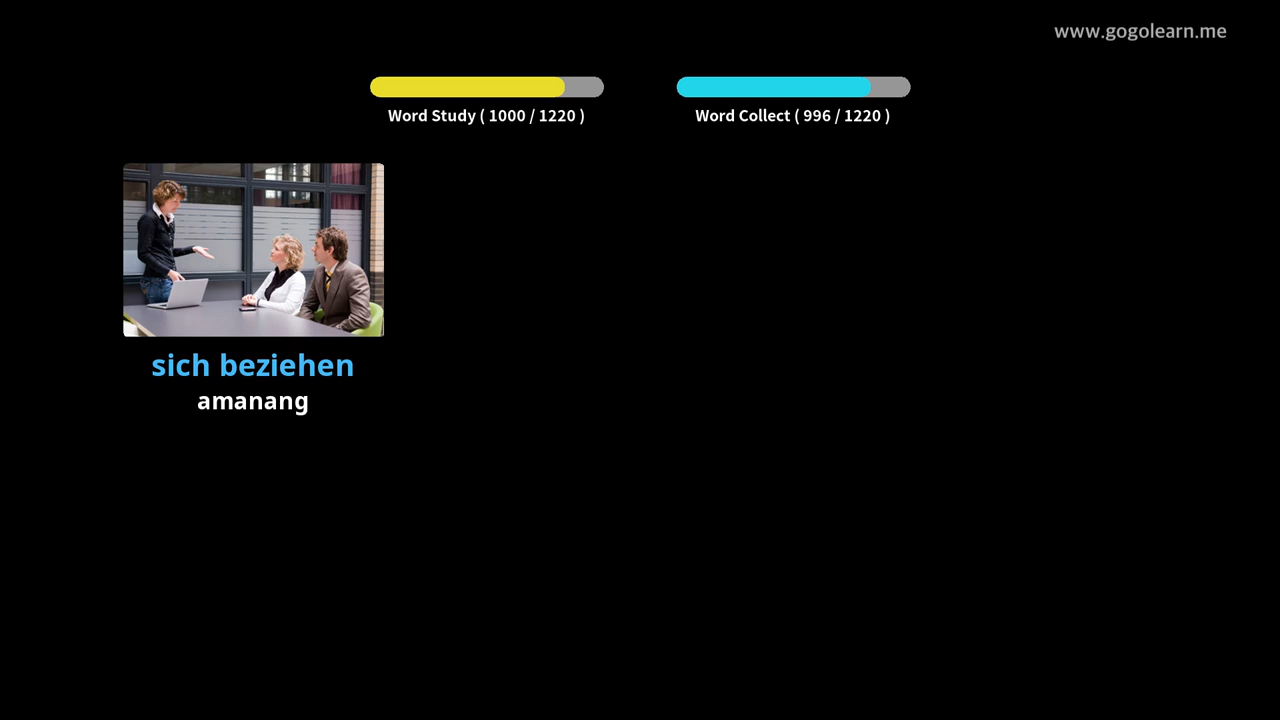 www.gogolearn.me
Word Study ( 1000 / 1220 )
Word Collect ( 996 / 1220 )
sich beziehen
amanang